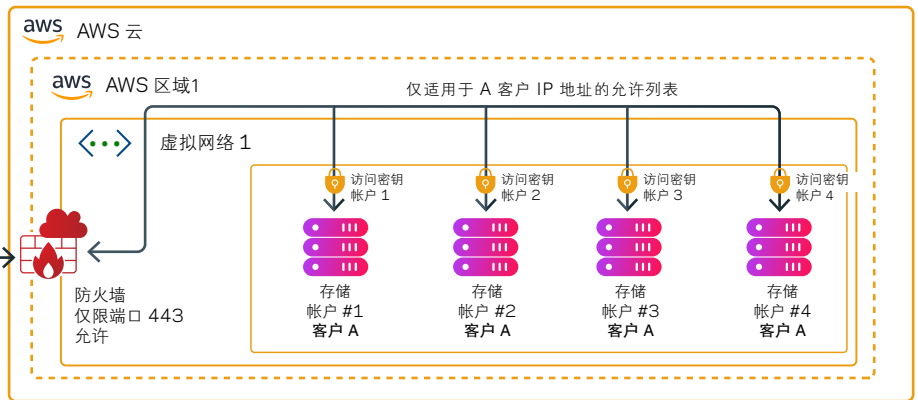 aws AWS 云
aws AWS 区域1
仅适用于 A 客户 IP 地址的允许列表
虚拟网络 1
访问密钥
帐户 1
访问密钥
帐户 2
访问密钥
帐户 3
访问密钥
帐户 4
防火墙
仅限端口 443
允许
存储
帐户 #1
客户 A
存储
帐户 #2
客户 A
存储
帐户 #3
客户 A
存储
帐户 #4
客户 A